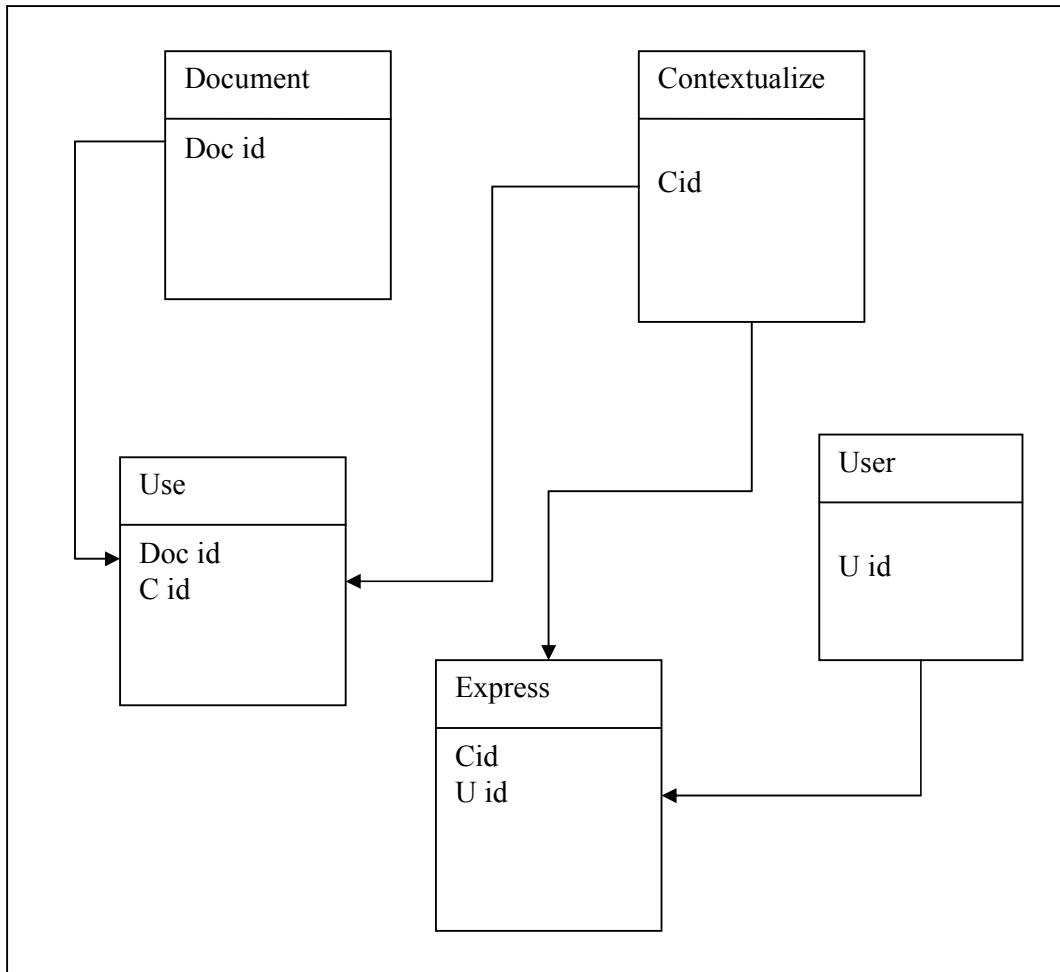 Document
Doc id
Contextualize
Cid
Use
Doc id
C id
User
U id
Express
Cid
U id